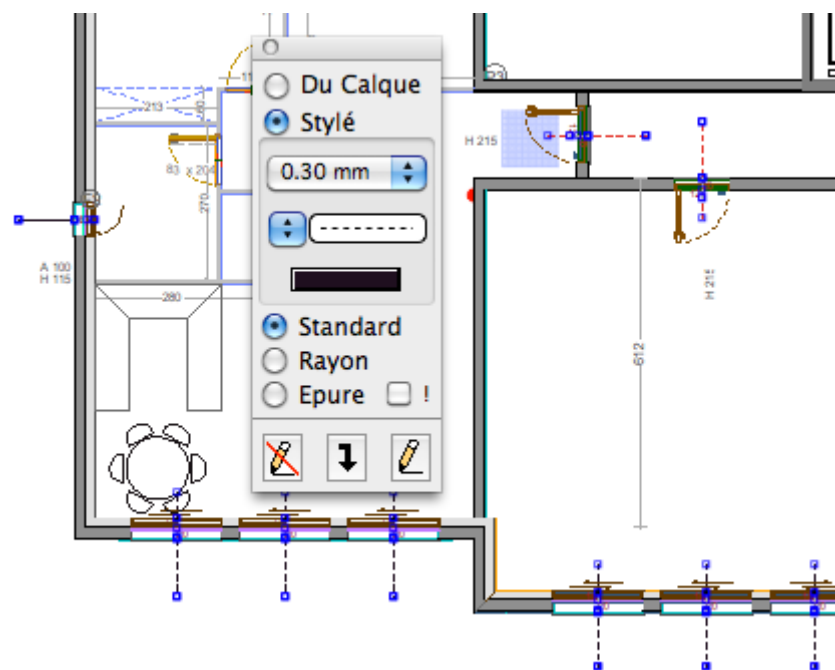 Du Calque
Stylé
0.30 mm
Standard
Rayon
Epure !
213
160
83 x 204
270
A 100
H 115
280
H 215
H 215
612